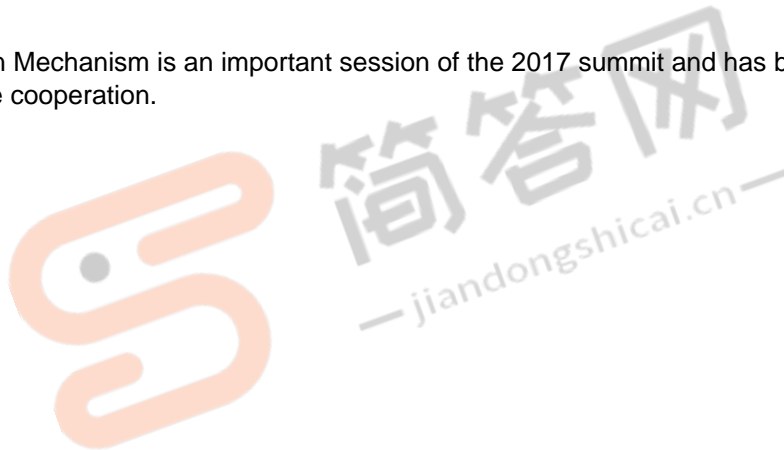 n Mechanism is an important session of the 2017 summit and has b
e cooperation.
简答网
jiandongshicai.cn